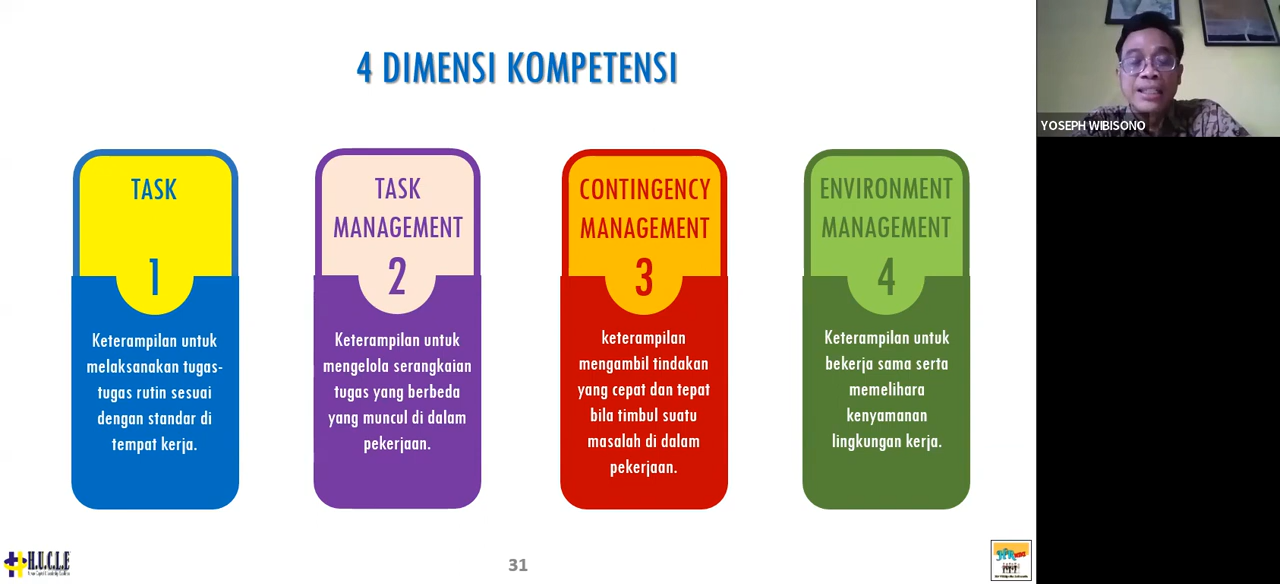 4 DIMENSI KOMPETENSI
TASK
1
Keterampilan untuk
melaksanakan tugas-
tugas rutin sesuai
dengan standar di
tempat kerja.
TASK
MANAGEMENT
2
Keterampilan untuk
mengelola serangkaian
tugas yang berbeda
yang muncul di dalam
pekerjaan.
CONTINGENCY
MANAGEMENT
3
keterampilan
mengambil tindakan
yang cepat dan tepat
bila timbul suatu
masalah di dalam
pekerjaan.
ENVIRONMENT
MANAGEMENT
4
Keterampilan untuk
bekerja sama serta
memelihara
kenyamanan
lingkungan kerja.
YOSEPH WIBISONO
H.U.C.L.E
31